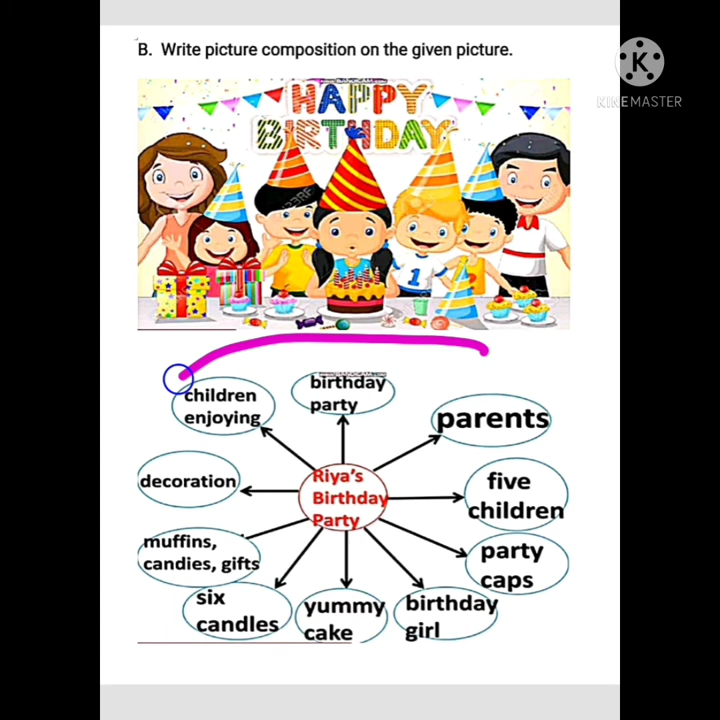 B. Write picture composition on the given picture.
K
KINEMASTER
HAPPY
BIRTHDAY
1
birthday
party
children
enjoying
parents
decoration
Riya's
Birthday
Party
five
children
muffins,
candies, gifts
party
caps
six
candles
yummy
cake
birthday
girl